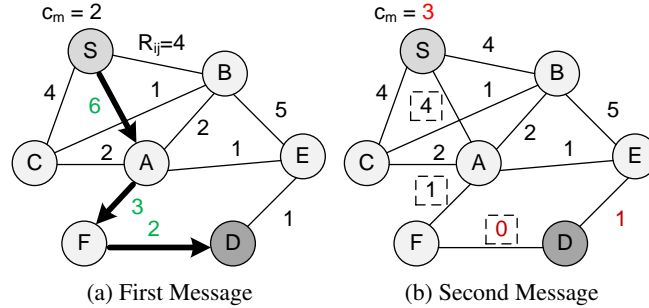 c_m = 2
S
R_ij=4
B
4
1
6
2
5
C
2
A
1
E
3
F
2
D
1
(a) First Message
c_m = 3
S
4
B
4
1
4
2
5
C
2
A
1
E
1
F
0
D
1
(b) Second Message